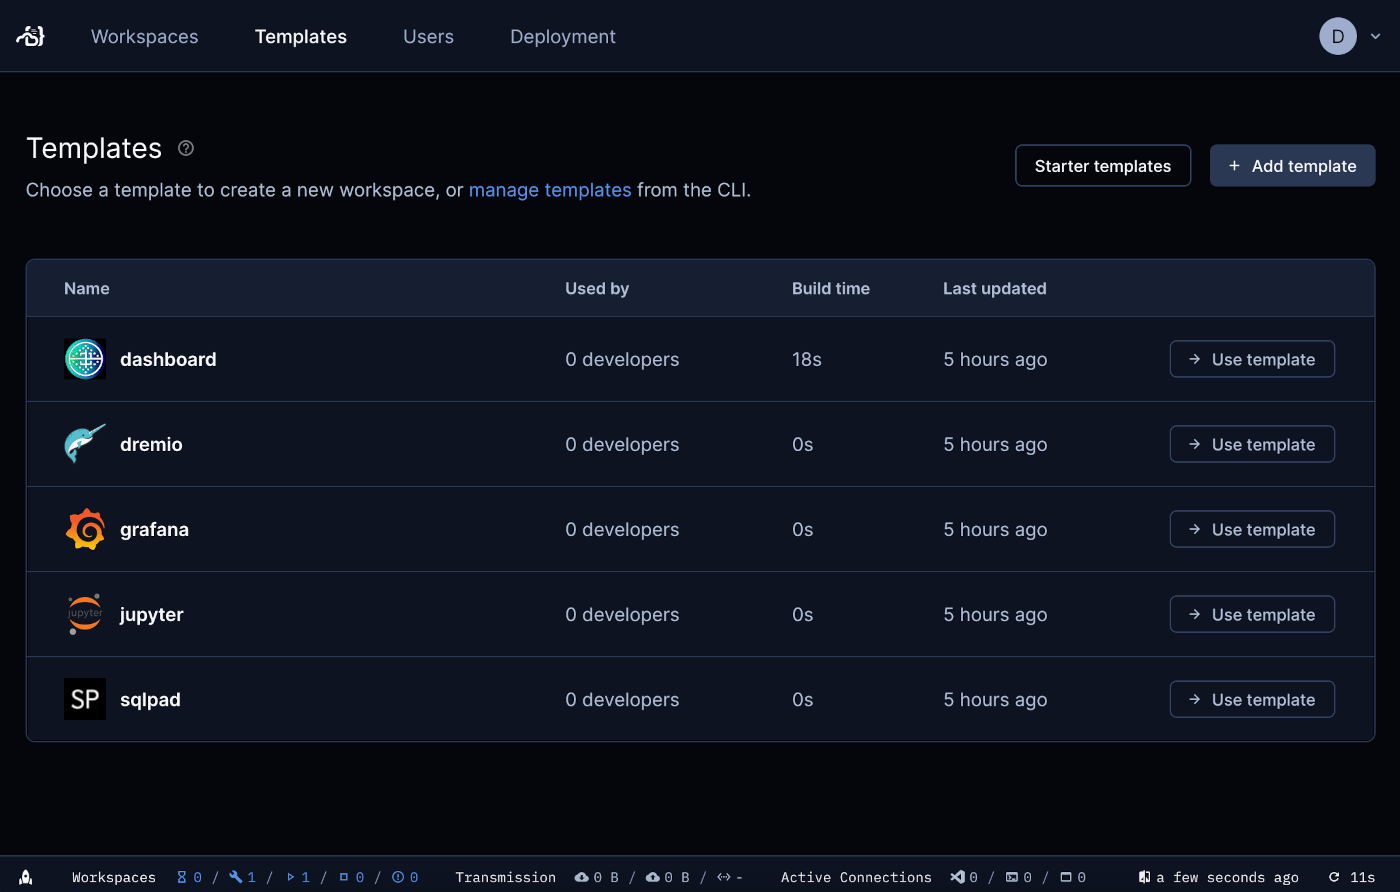 Workspaces Templates Users Deployment D
Templates
Choose a template to create a new workspace, or manage templates from the CLI.
Starter templates
+ Add template
Name Used by Build time Last updated
dashboard 0 developers 18s 5 hours ago → Use template
dremio 0 developers 0s 5 hours ago → Use template
grafana 0 developers 0s 5 hours ago → Use template
jupyter jupyter 0 developers 0s 5 hours ago → Use template
SP sqlpad 0 developers 0s 5 hours ago → Use template
Workspaces 0 / 1 / 1 / 0 / 0 Transmission 0 B / 0 B / - Active Connections 0 / 0 / 0 a few seconds ago 11s